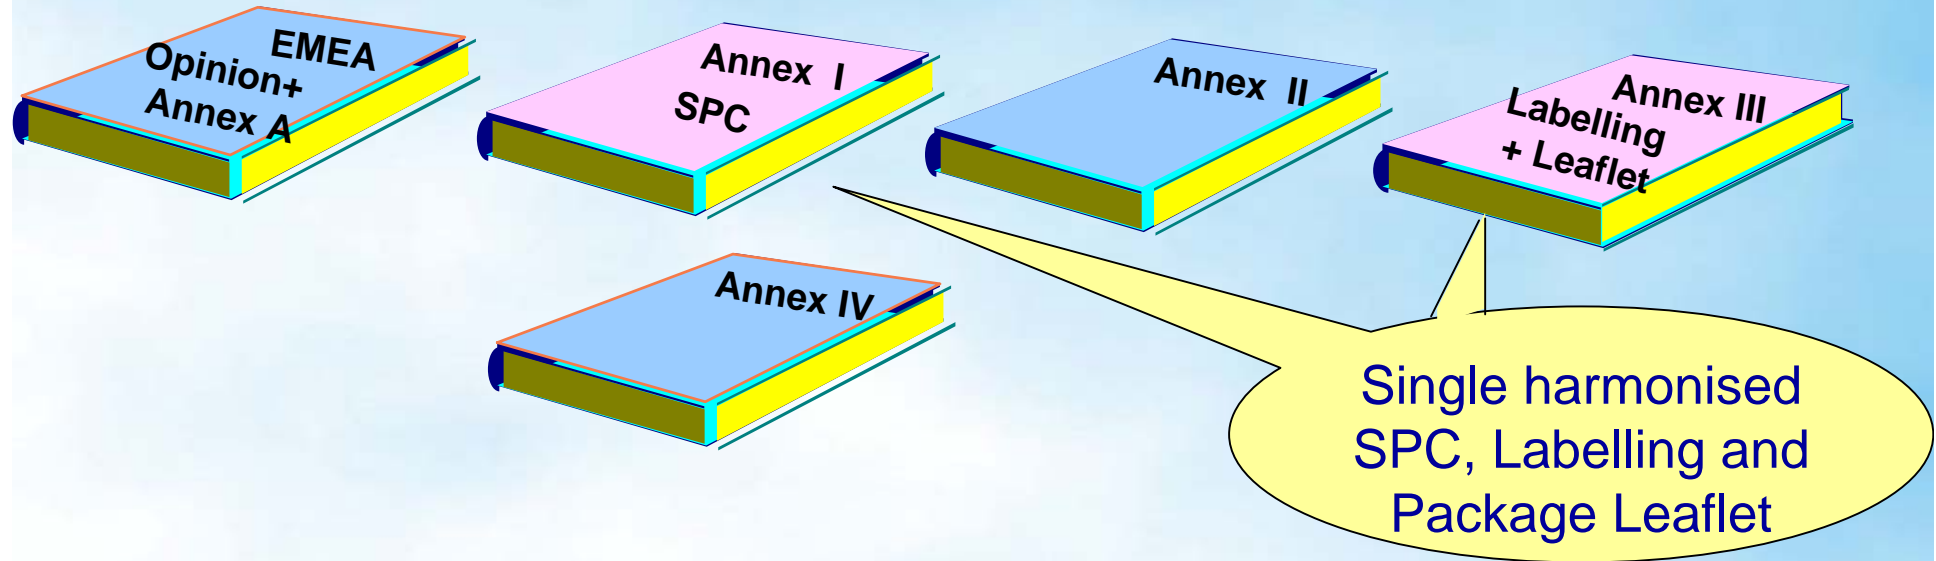 EMEA
Opinion+
Annex A
Annex I
SPC
Annex II
Annex III
Labelling
+ Leaflet
Annex IV
Single harmonised
SPC, Labelling and
Package Leaflet